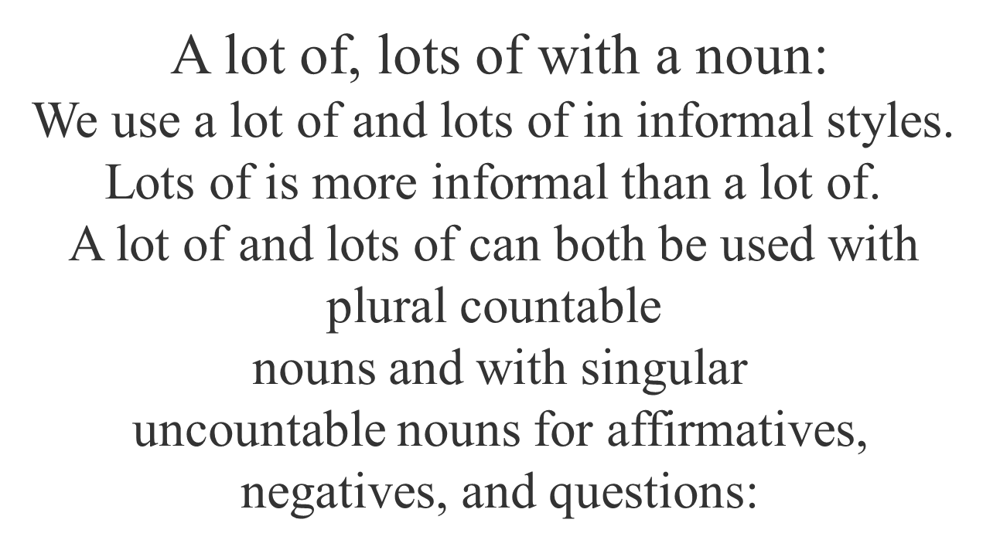 A lot of, lots of with a noun:
We use a lot of and lots of in informal styles.
Lots of is more informal than a lot of.
A lot of and lots of can both be used with
plural countable
nouns and with singular
uncountable nouns for affirmatives,
negatives, and questions: